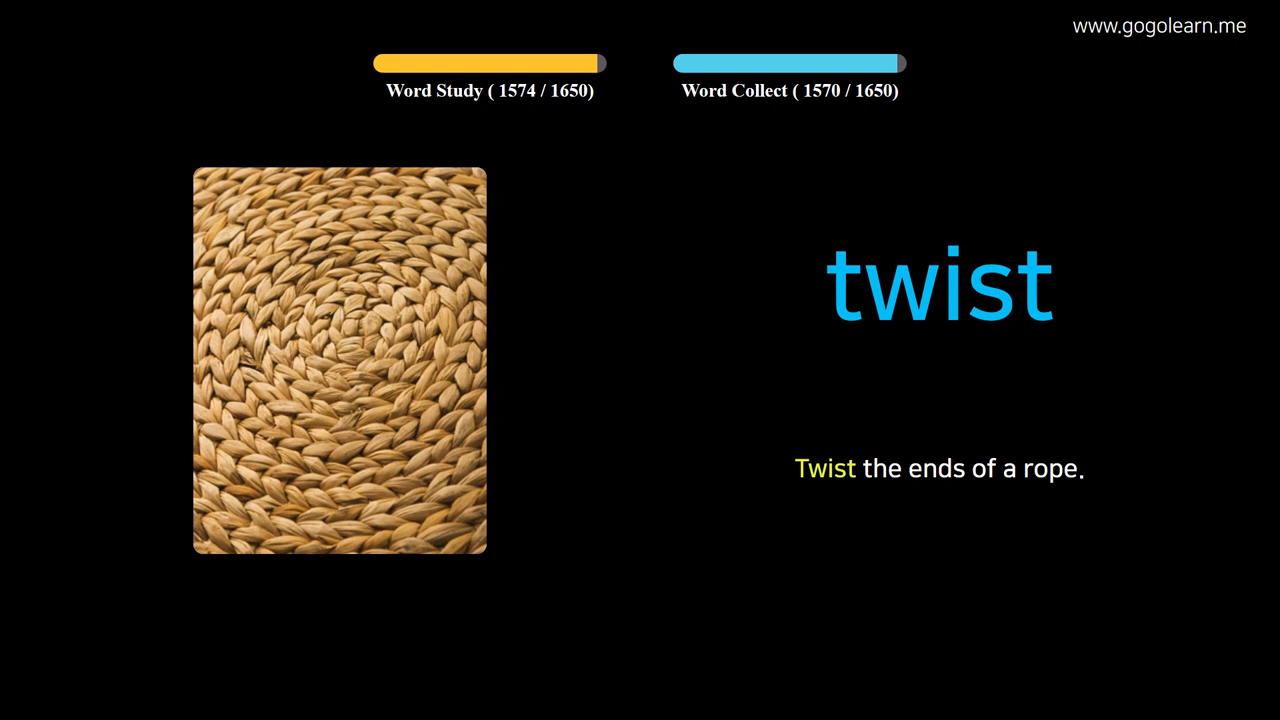 www.gogolearn.me
Word Study ( 1574 / 1650)
Word Collect ( 1570 / 1650)
twist
Twist the ends of a rope.